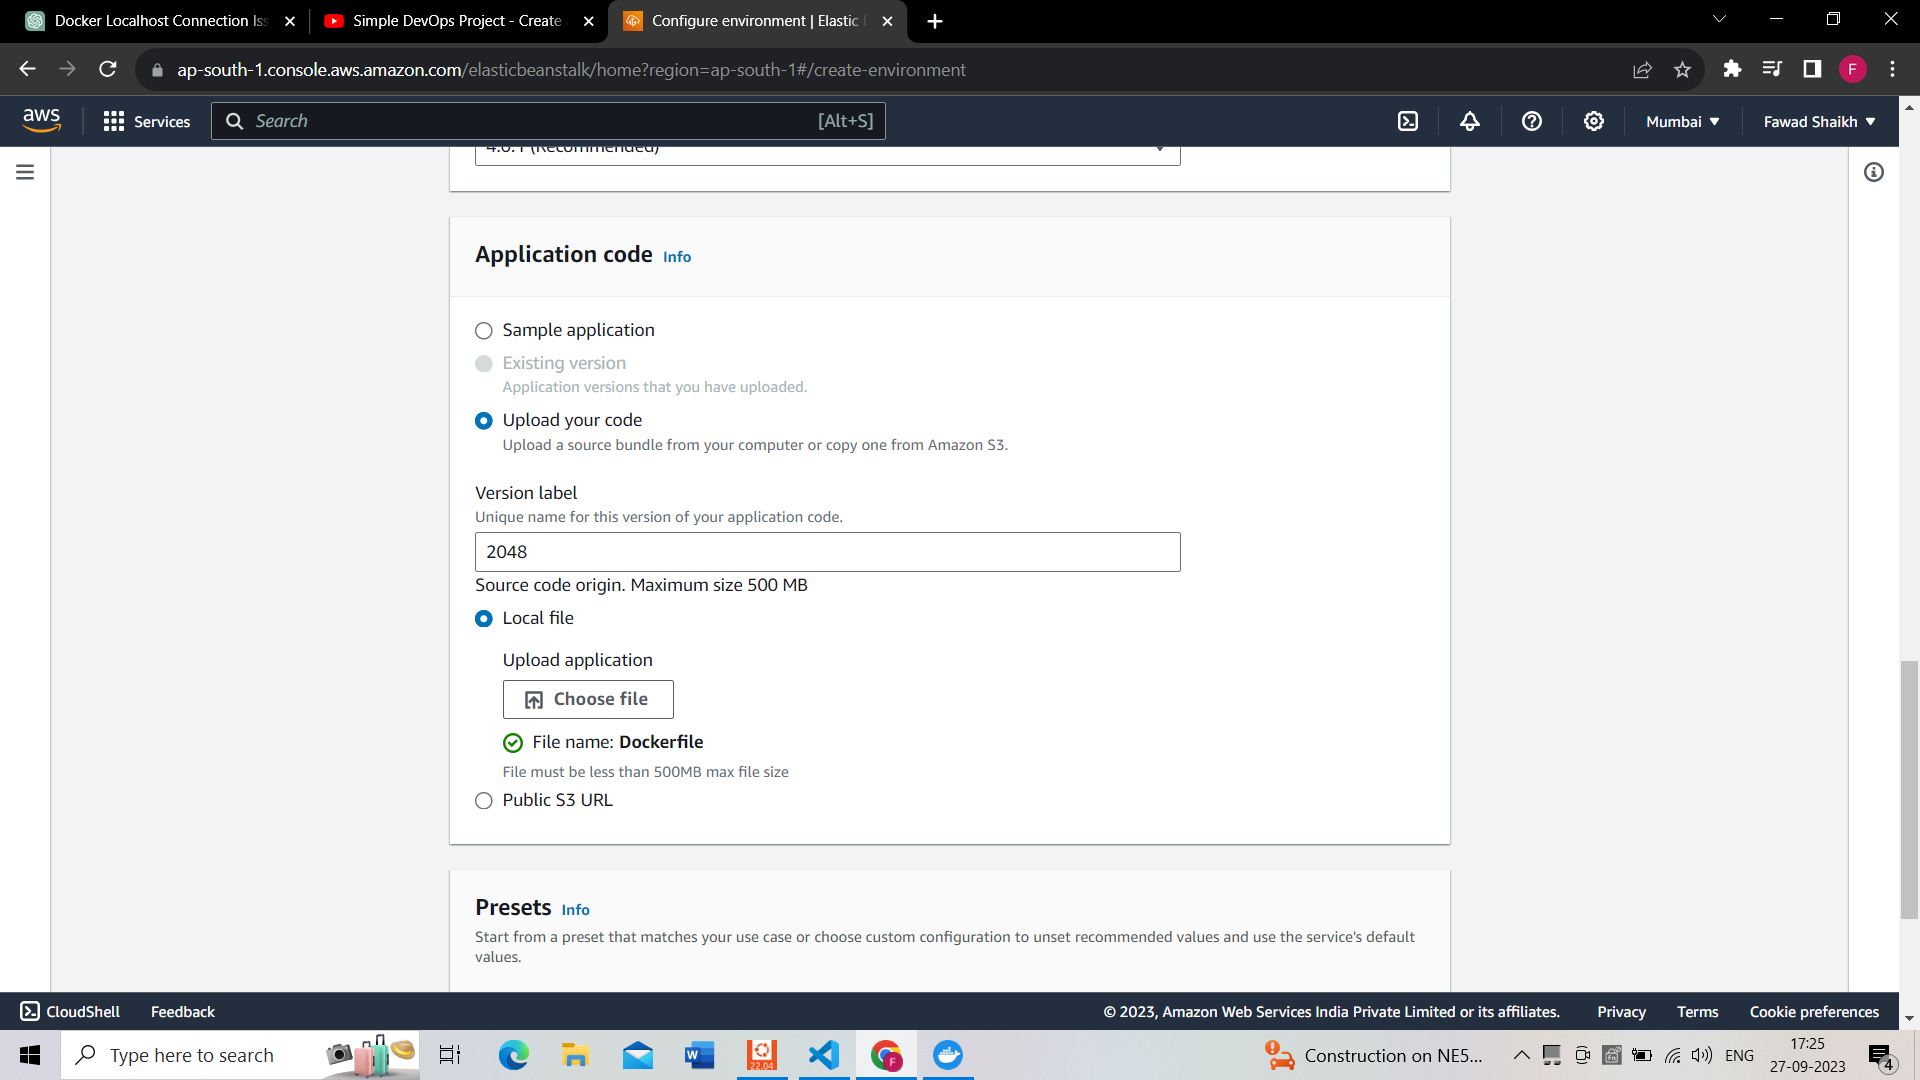 Docker Localhost Connection Iss
Simple DevOps Project - Create
Configure environment | Elastic
ap-south-1.console.aws.amazon.com/elasticbeanstalk/home?region=ap-south-1#/create-environment
F
aws
Services
Search
[Alt+S]
Mumbai
Fawad Shaikh
4.0.1 (Recommended)
Application code Info
Sample application
Existing version
Application versions that you have uploaded.
Upload your code
Upload a source bundle from your computer or copy one from Amazon S3.
Version label
Unique name for this version of your application code.
2048
Source code origin. Maximum size 500 MB
Local file
Upload application
Choose file
File name: Dockerfile
File must be less than 500MB max file size
Public S3 URL
Presets Info
Start from a preset that matches your use case or choose custom configuration to unset recommended values and use the service's default
values.
CloudShell
Feedback
© 2023, Amazon Web Services India Private Limited or its affiliates.
Privacy
Terms
Cookie preferences
Type here to search
22.04
F
Construction on NE5...
ENG
17:25
27-09-2023
4